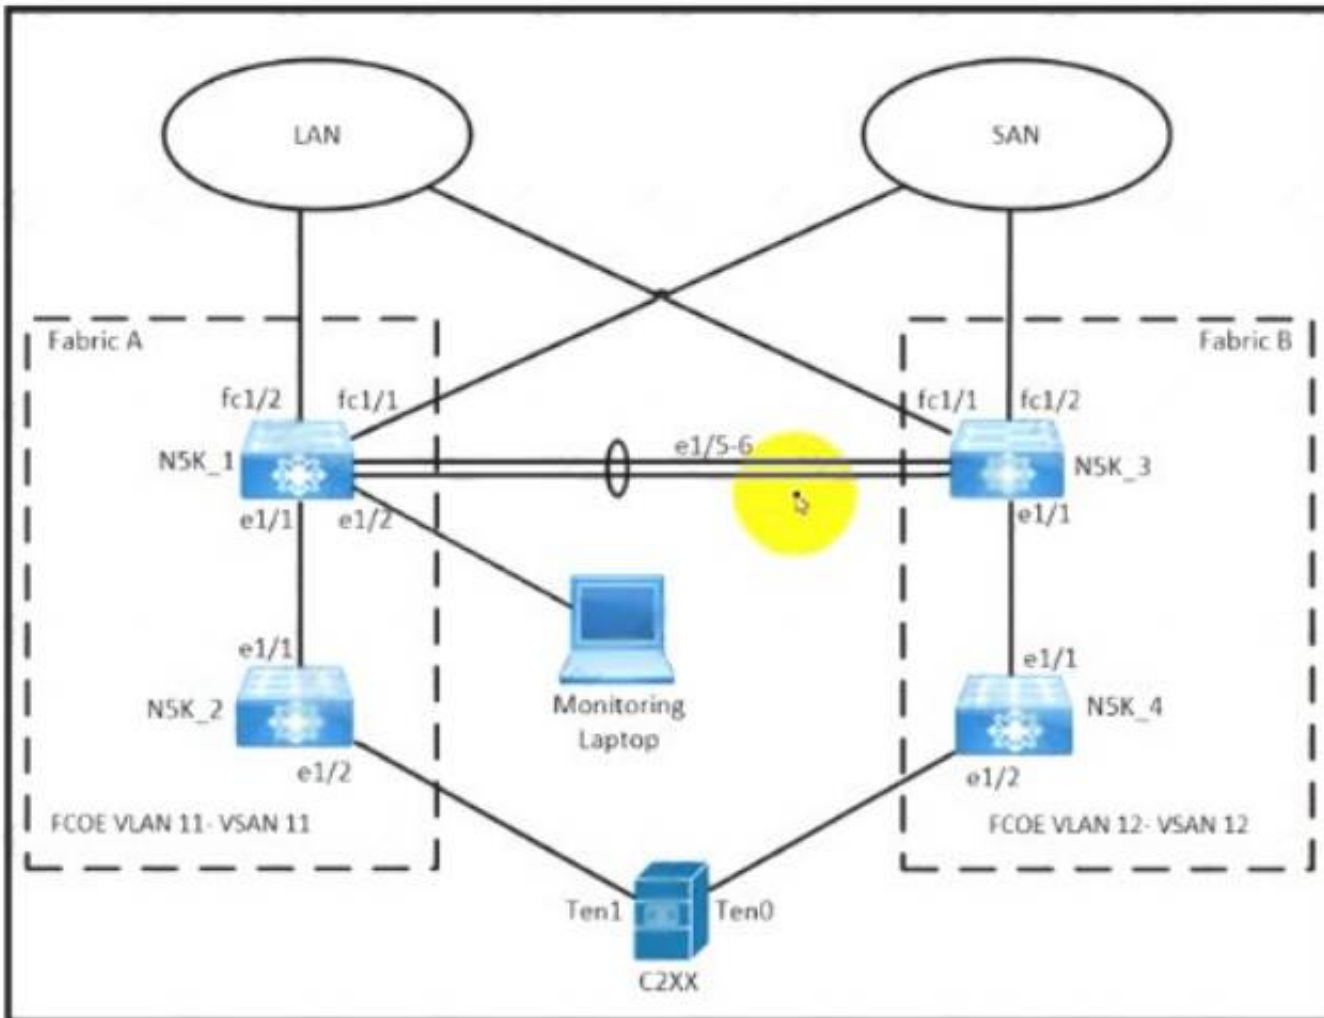 LAN
SAN
Fabric A
Fabric B
fc1/2
fc1/1
fc1/1
fc1/2
e1/5-6
N5K_1
N5K_3
e1/1
e1/2
e1/1
e1/1
e1/1
N5K_2
N5K_4
Monitoring
Laptop
e1/2
e1/2
FCOE VLAN 11- VSAN 11
FCOE VLAN 12- VSAN 12
Ten1
Ten0
C2XX